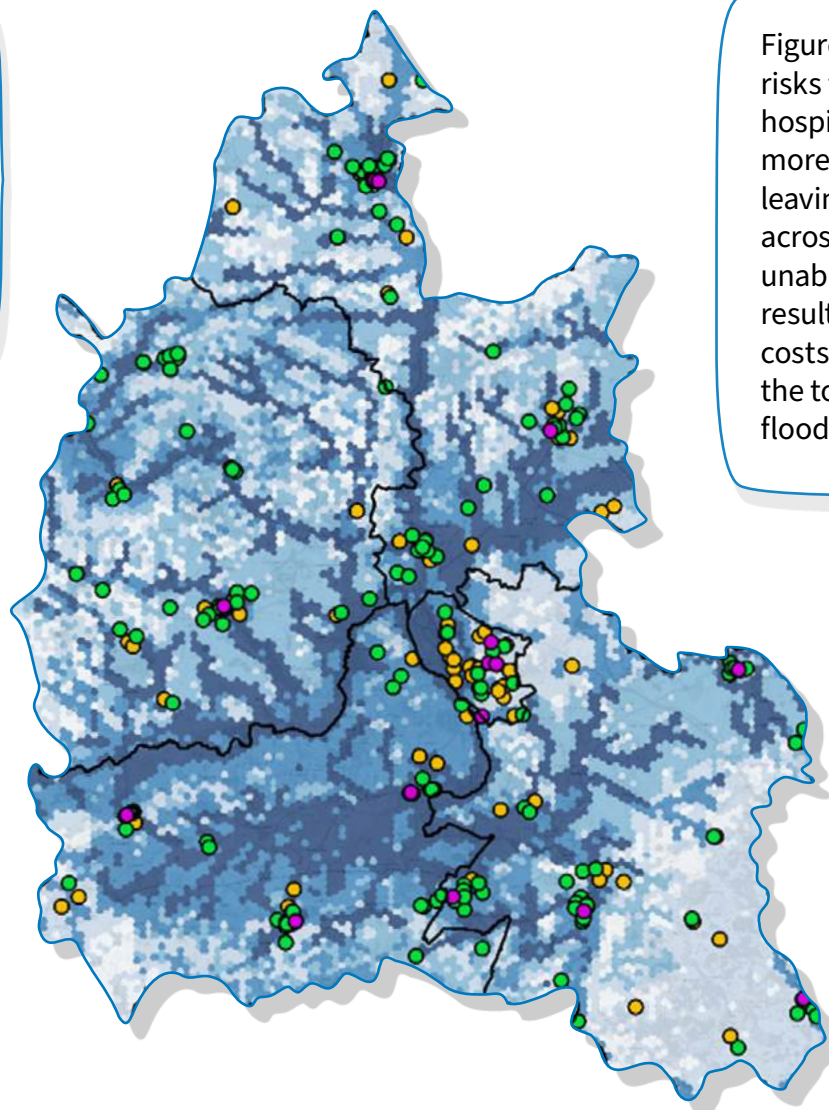 Figure
risks
hospi
more
leavin
acros
unab
result
costs
the to
flood